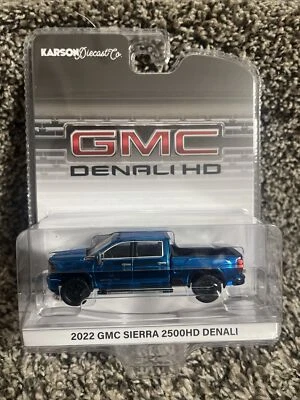 KARSON Diecast Co.
GMC
DENALI HD
2022 GMC SIERRA 2500HD DENALI